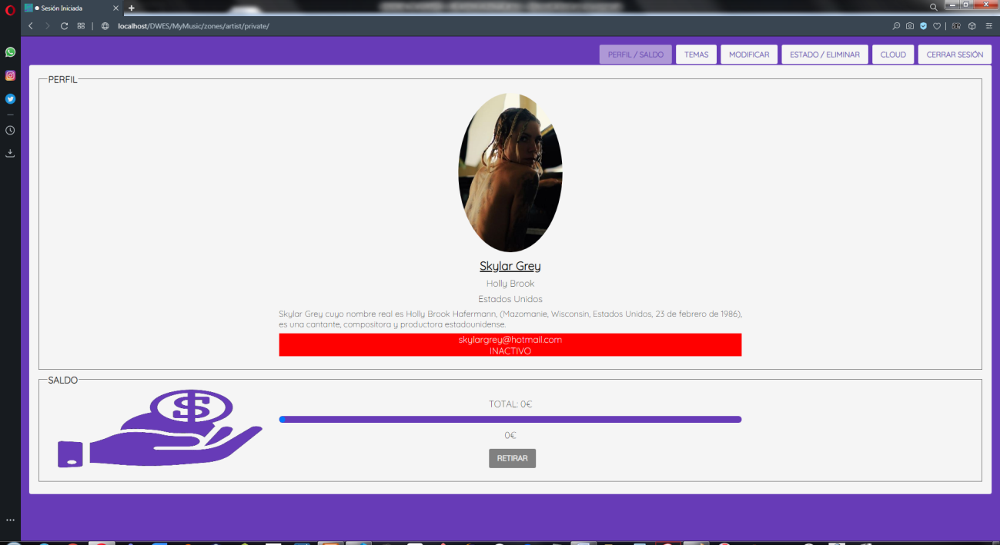 Sesión Iniciada
localhost/DWES/MyMusic/zones/artist/private/
PERFIL / SALDO TEMAS MODIFICAR ESTADO / ELIMINAR CLOUD CERRAR SESIÓN
PERFIL
Skylar Grey
Holly Brook
Estados Unidos
Skylar Grey cuyo nombre real es Holly Brook Hafermann, (Mazomanie, Wisconsin, Estados Unidos, 23 de febrero de 1986),
es una cantante, compositora y productora estadounidense.
skylargrey@hotmail.com
INACTIVO
SALDO
$
TOTAL: 0€
0€
RETIRAR